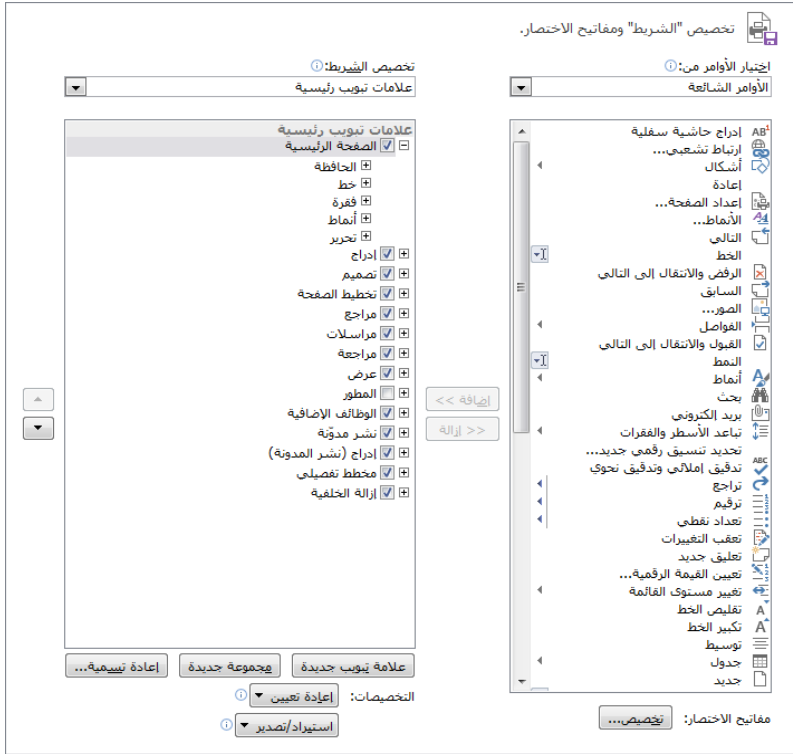 تخصيص "الشريط" ومفاتيح الاختصار.
اختيار الأوامر من:
الأوامر الشائعة
إدراج حاشية سفلية
ارتباط تشعبي...
أشكال
إعادة
إعداد الصفحة...
الأنماط...
التالي
الخط
الرفض والانتقال إلى التالي
السابق
الصور...
الفواصل
القبول والانتقال إلى التالي
النمط
أنماط
بحث
بريد إلكتروني
تباعد الأسطر والفقرات
تحديد تنسيق رقمي جديد...
تدقيق إملائي وتدقيق نحوي
تراجع
ترقيم
تعداد نقطي
تعقب التغييرات
تعليق جديد
تعيين القيمة الرقمية...
تغيير مستوى القائمة
تقليص الخط
تكبير الخط
توسيط
جدول
جديد
مفاتيح الاختصار: تخصيص...
إضافة >>
<< إزالة
تخصيص الشريط:
علامات تبويب رئيسية
علامات تبويب رئيسية
الصفحة الرئيسية
الحافظة
خط
فقرة
أنماط
تحرير
إدراج
تصميم
تخطيط الصفحة
مراجع
مراسلات
مراجعة
عرض
المطور
الوظائف الإضافية
نشر مدوّنة
إدراج (نشر المدونة)
مخطط تفصيلي
إزالة الخلفية
علامة تبويب جديدة مجموعة جديدة إعادة تسمية...
التخصيصات: إعادة تعيين
استيراد/تصدير